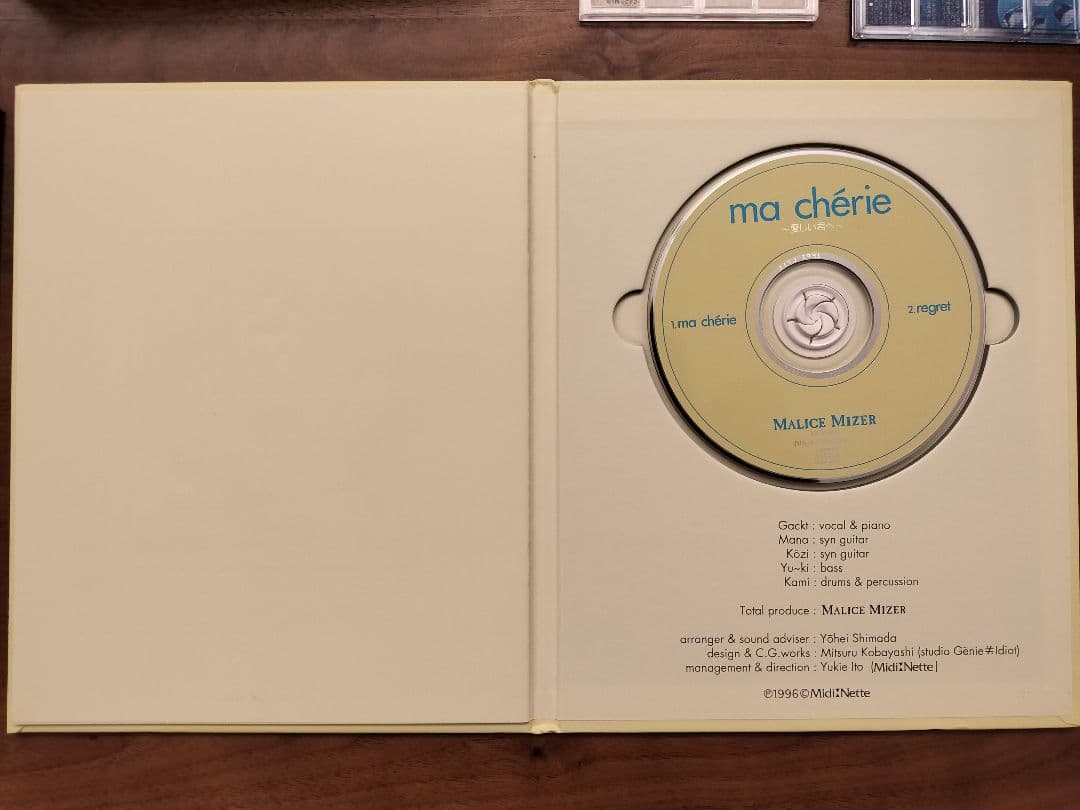 ma chérie
～愛しい君へ～
1.ma chérie
2.regret
MALICE MIZER
Gackt : vocal & piano
Mana : syn guitar
Közi : syn guitar
Yu~ki : bass
Kami : drums & percussion
Total produce : MALICE MIZER
arranger & sound adviser : Yōhei Shimada
design & C.G.works : Mitsuru Kobayashi (studio Gènie≠Idiot)
management & direction : Yukie Ito (Midi:Nette)
℗1996©Midi:Nette